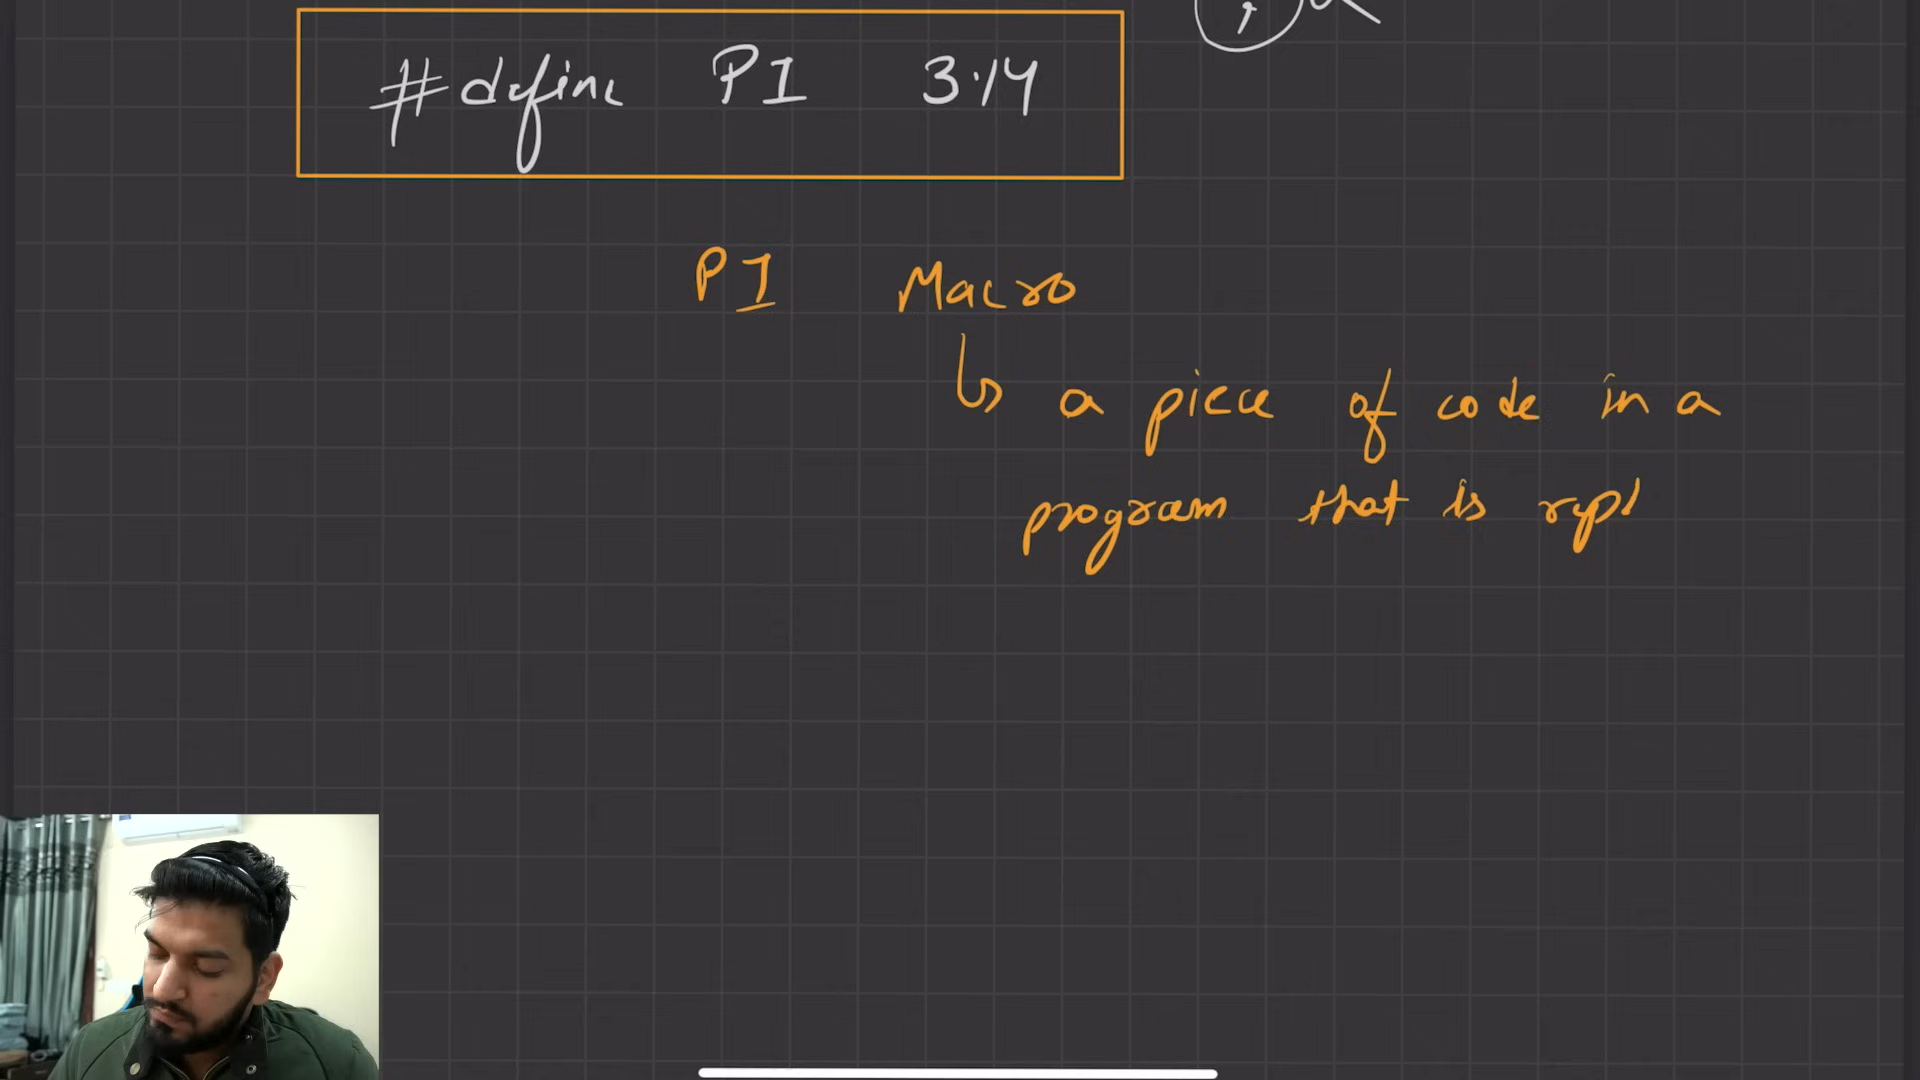 #define PI 3.14
PI Macro
a piece of code in a
program that is repl